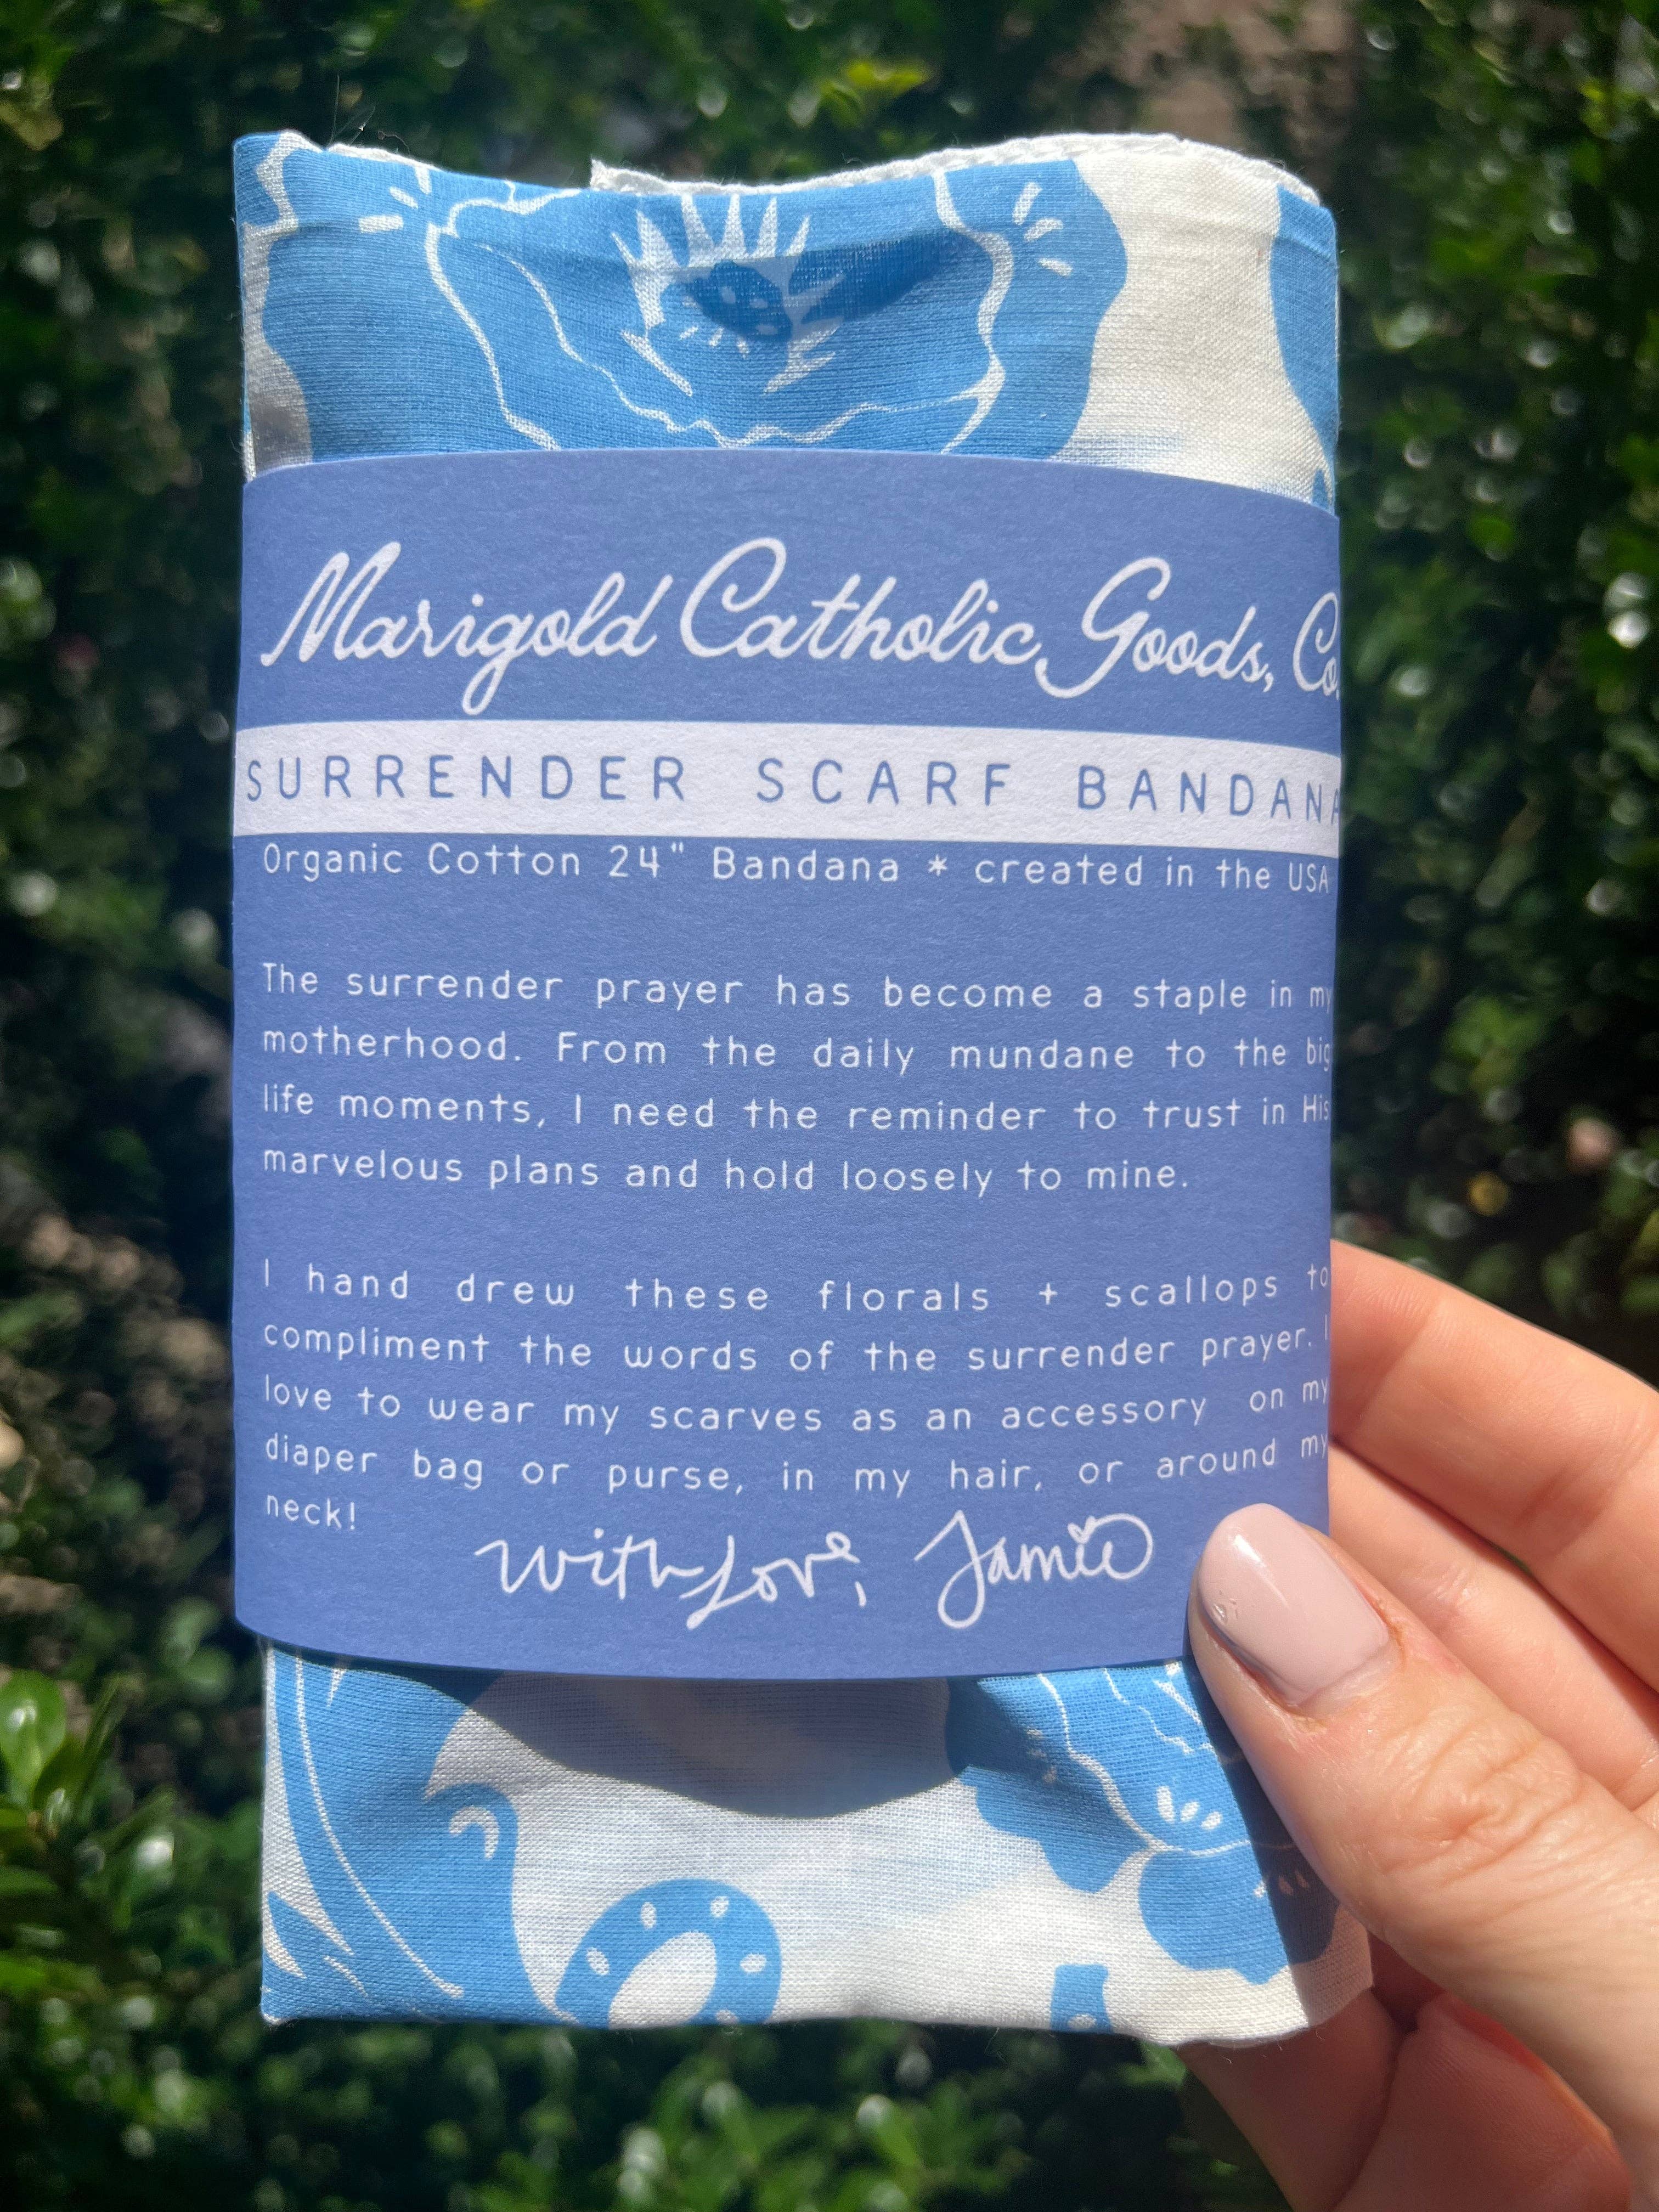 Marigold Catholic Goods, Co.
SURRENDER SCARF BANDANA
Organic Cotton 24" Bandana * created in the USA
The surrender prayer has become a staple in my
motherhood. From the daily mundane to the big
life moments, I need the reminder to trust in His
marvelous plans and hold loosely to mine.
I hand drew these florals + scallops to
compliment the words of the surrender prayer. I
love to wear my scarves as an accessory on my
diaper bag or purse, in my hair, or around my
neck!
with love, Jamie